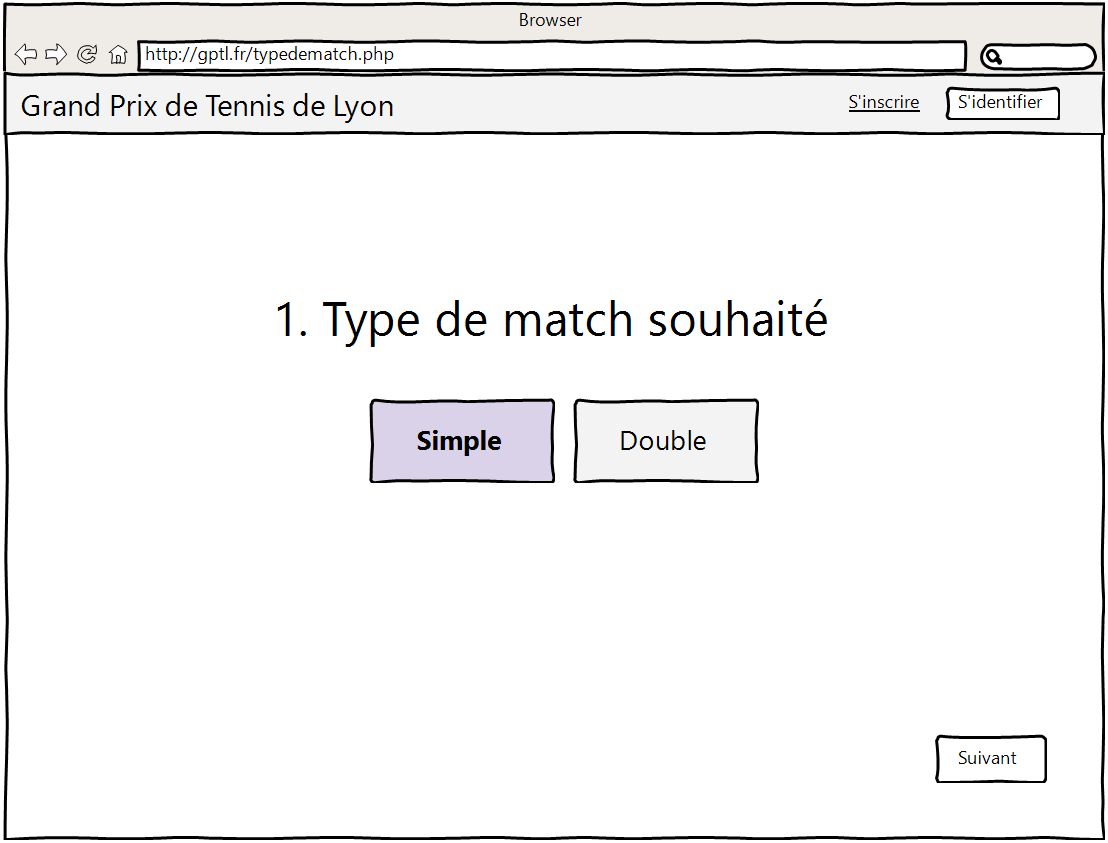 Browser
http://gptl.fr/typedematch.php
Grand Prix de Tennis de Lyon
S'inscrire
S'identifier
1. Type de match souhaité
Simple
Double
Suivant